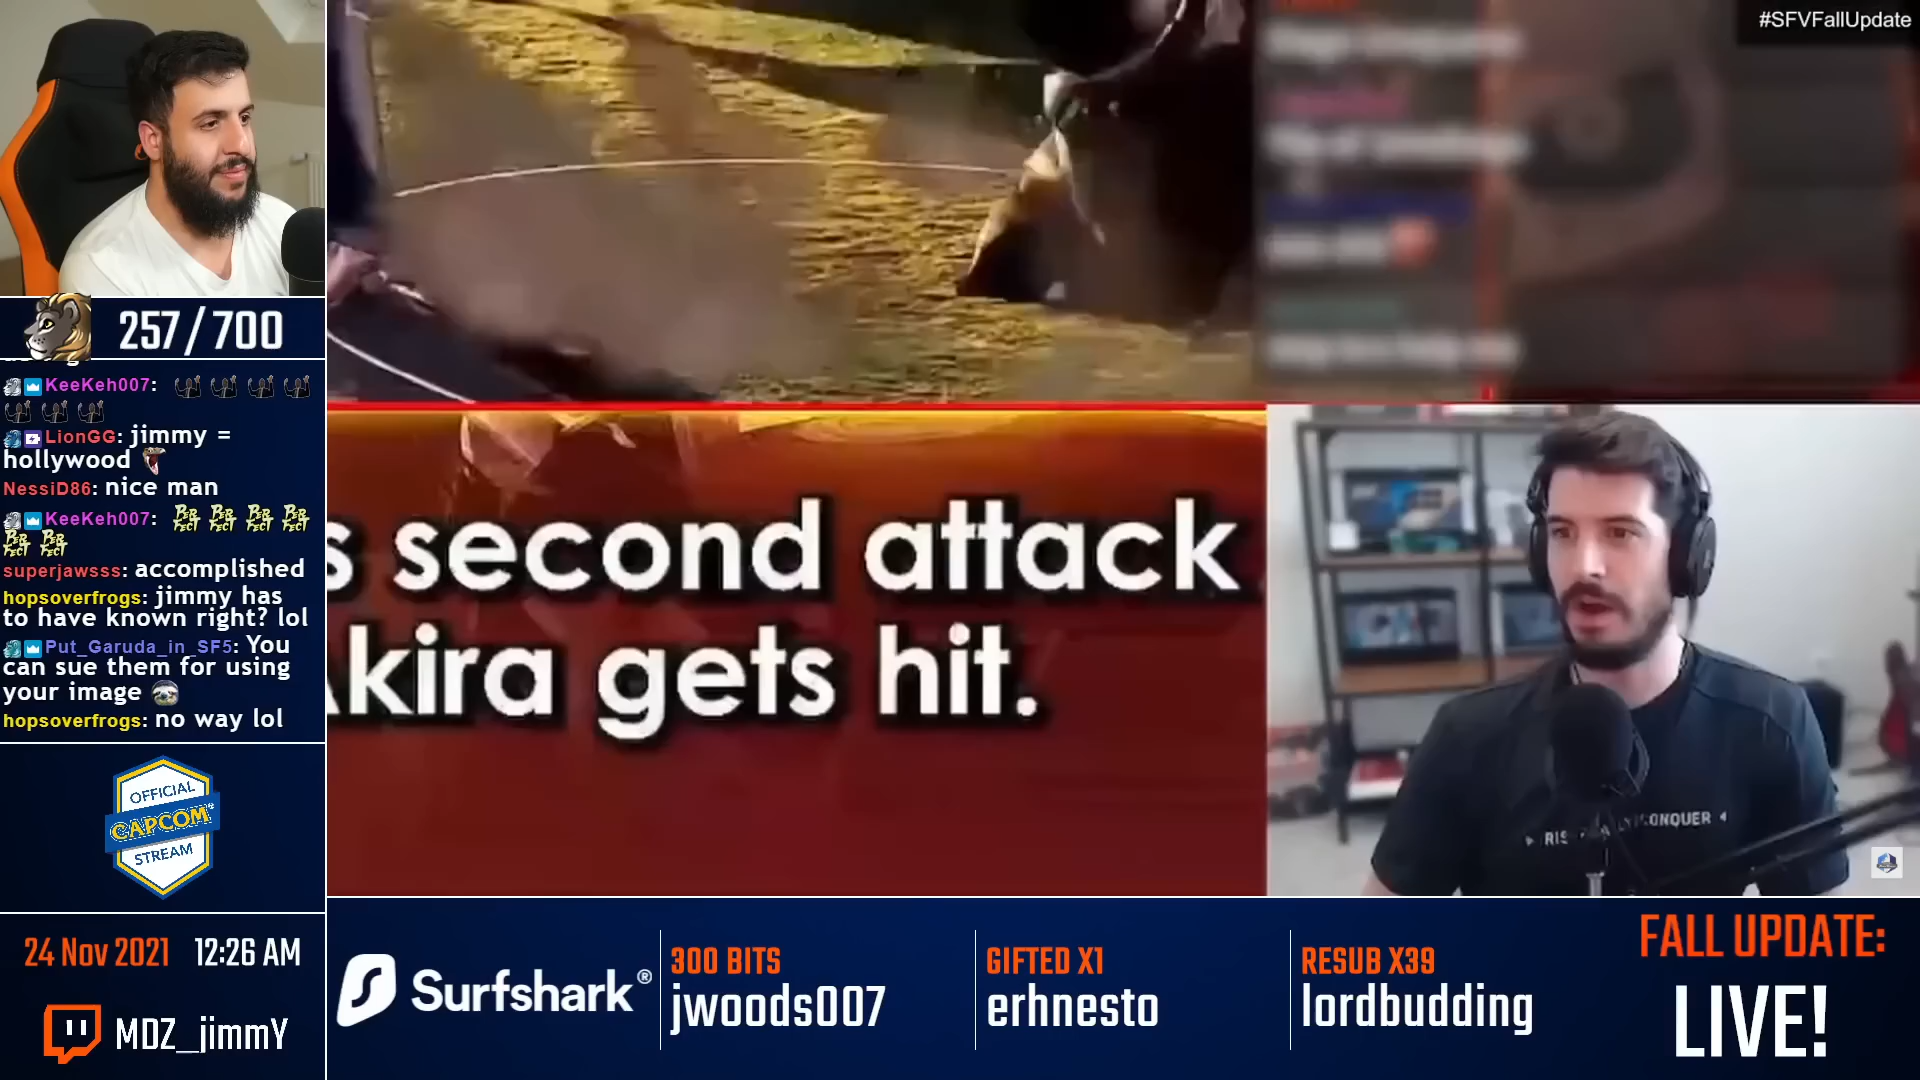 #SFVFallUpdate
257/700
KeeKeh007:
LionGG: jimmy =
hollywood
NessiD86: nice man
KeeKeh007:
superjawsss: accomplished
hopsoverfrogs: jimmy has
to have known right? lol
Put_Garuda_in_SF5: You
can sue them for using
your image
hopsoverfrogs: no way lol
s second attack
kira gets hit.
CONQUER
OFFICIAL
CAPCOM
STREAM
24 Nov 2021 12:26 AM
MDZ_jimmY
Surfshark®
300 BITS
jwoods007
GIFTED X1
erhnesto
RESUB X39
lordbudding
FALL UPDATE:
LIVE!